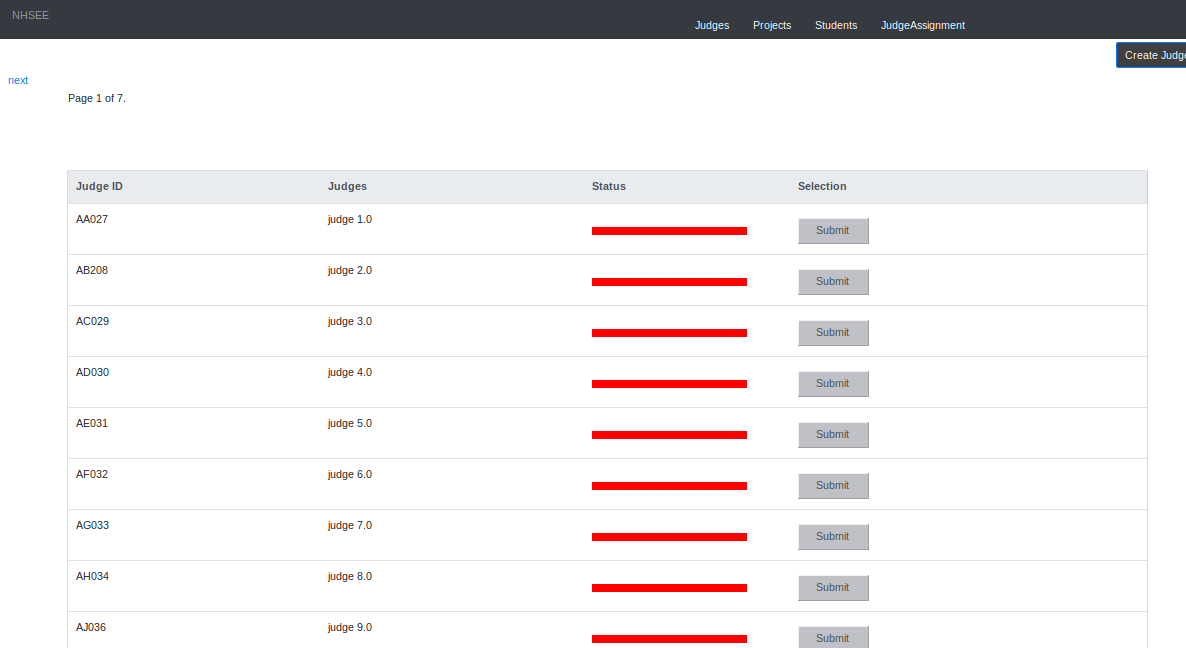 NHSEE
Judges Projects Students JudgeAssignment
Create Judge
next
Page 1 of 7.
Judge ID Judges Status Selection
AA027 judge 1.0 Submit
AB208 judge 2.0 Submit
AC029 judge 3.0 Submit
AD030 judge 4.0 Submit
AE031 judge 5.0 Submit
AF032 judge 6.0 Submit
AG033 judge 7.0 Submit
AH034 judge 8.0 Submit
AJ036 judge 9.0 Submit